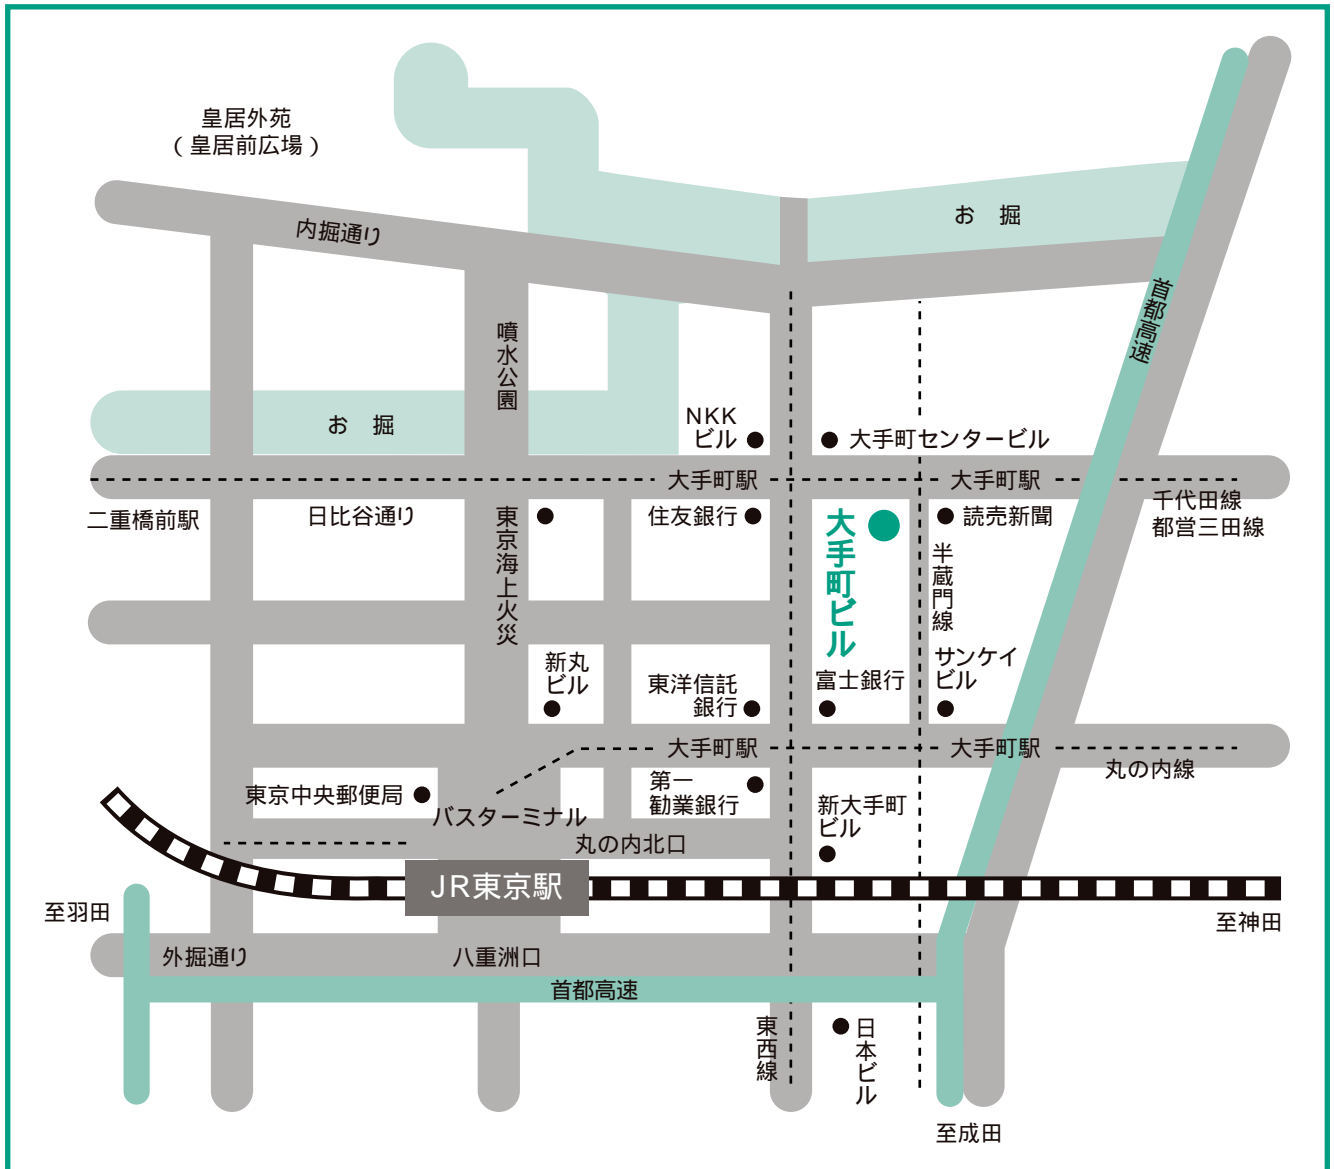 皇居外苑
（皇居前広場）
内掘通り
お　掘
首都高速
噴水公園
お　掘
NKK
ビル
大手町センタービル
大手町駅
大手町駅
二重橋前駅
日比谷通り
東京海上火災
住友銀行
大手町ビル
読売新聞
千代田線
都営三田線
半蔵門線
新丸
ビル
東洋信託
銀行
富士銀行
サンケイ
ビル
大手町駅
大手町駅
丸の内線
東京中央郵便局
バスターミナル
第一
勧業銀行
新大手町
ビル
丸の内北口
JR東京駅
至羽田
至神田
外掘通り
八重洲口
首都高速
東西線
日本ビル
至成田